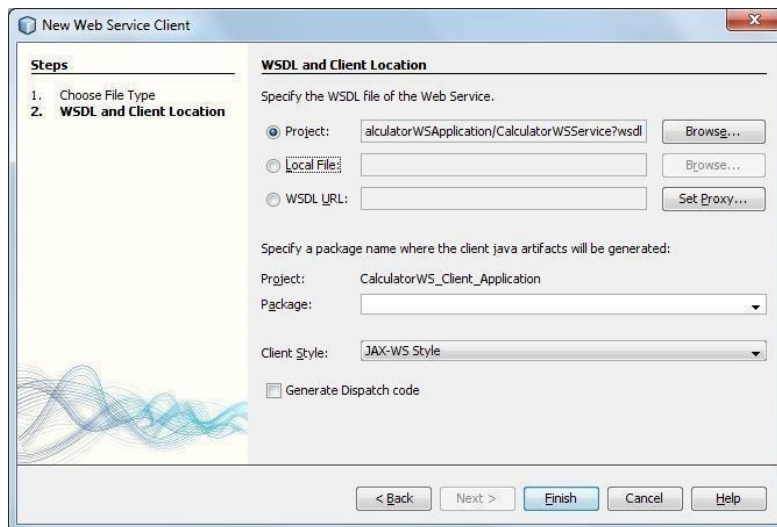 New Web Service Client
Steps
1. Choose File Type
2. WSDL and Client Location
WSDL and Client Location
Specify the WSDL file of the Web Service.
Project: alculatorWSApplication/CalculatorWSService?wsdl Browse...
Local File: Browse...
WSDL URL: Set Proxy...
Specify a package name where the client java artifacts will be generated:
Project: CalculatorWS_Client_Application
Package:
Client Style: JAX-WS Style
Generate Dispatch code
< Back Next > Finish Cancel Help